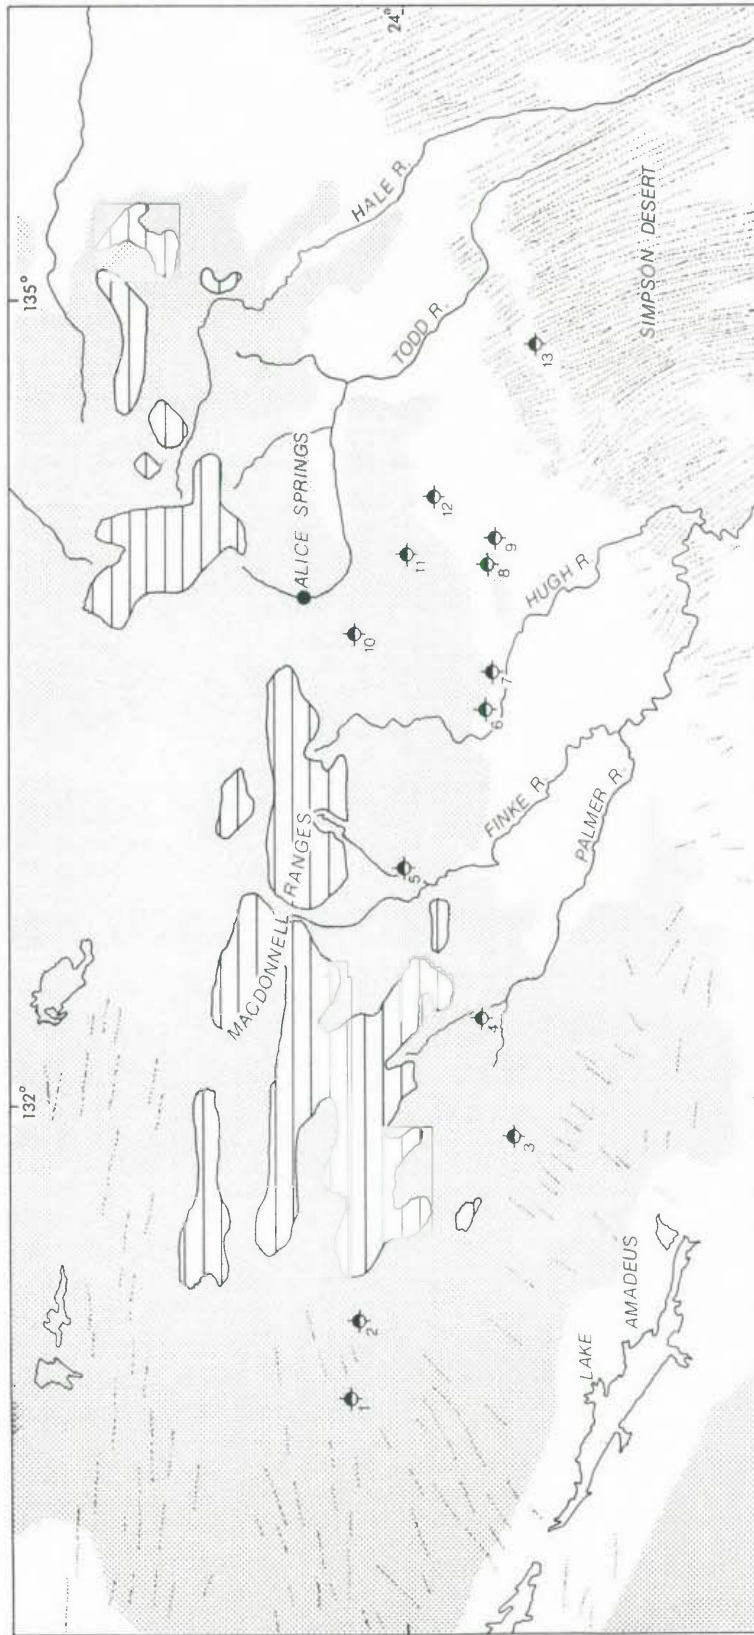 135°
132°
24°
HALE R.
TODD R.
SIMPSON DESERT
ALICE SPRINGS
HUGH R.
MACDONNELL RANGES
FINKE R.
PALMER R.
LAKE AMADEUS
1
2
3
4
5
6
7
8
9
10
11
12
13